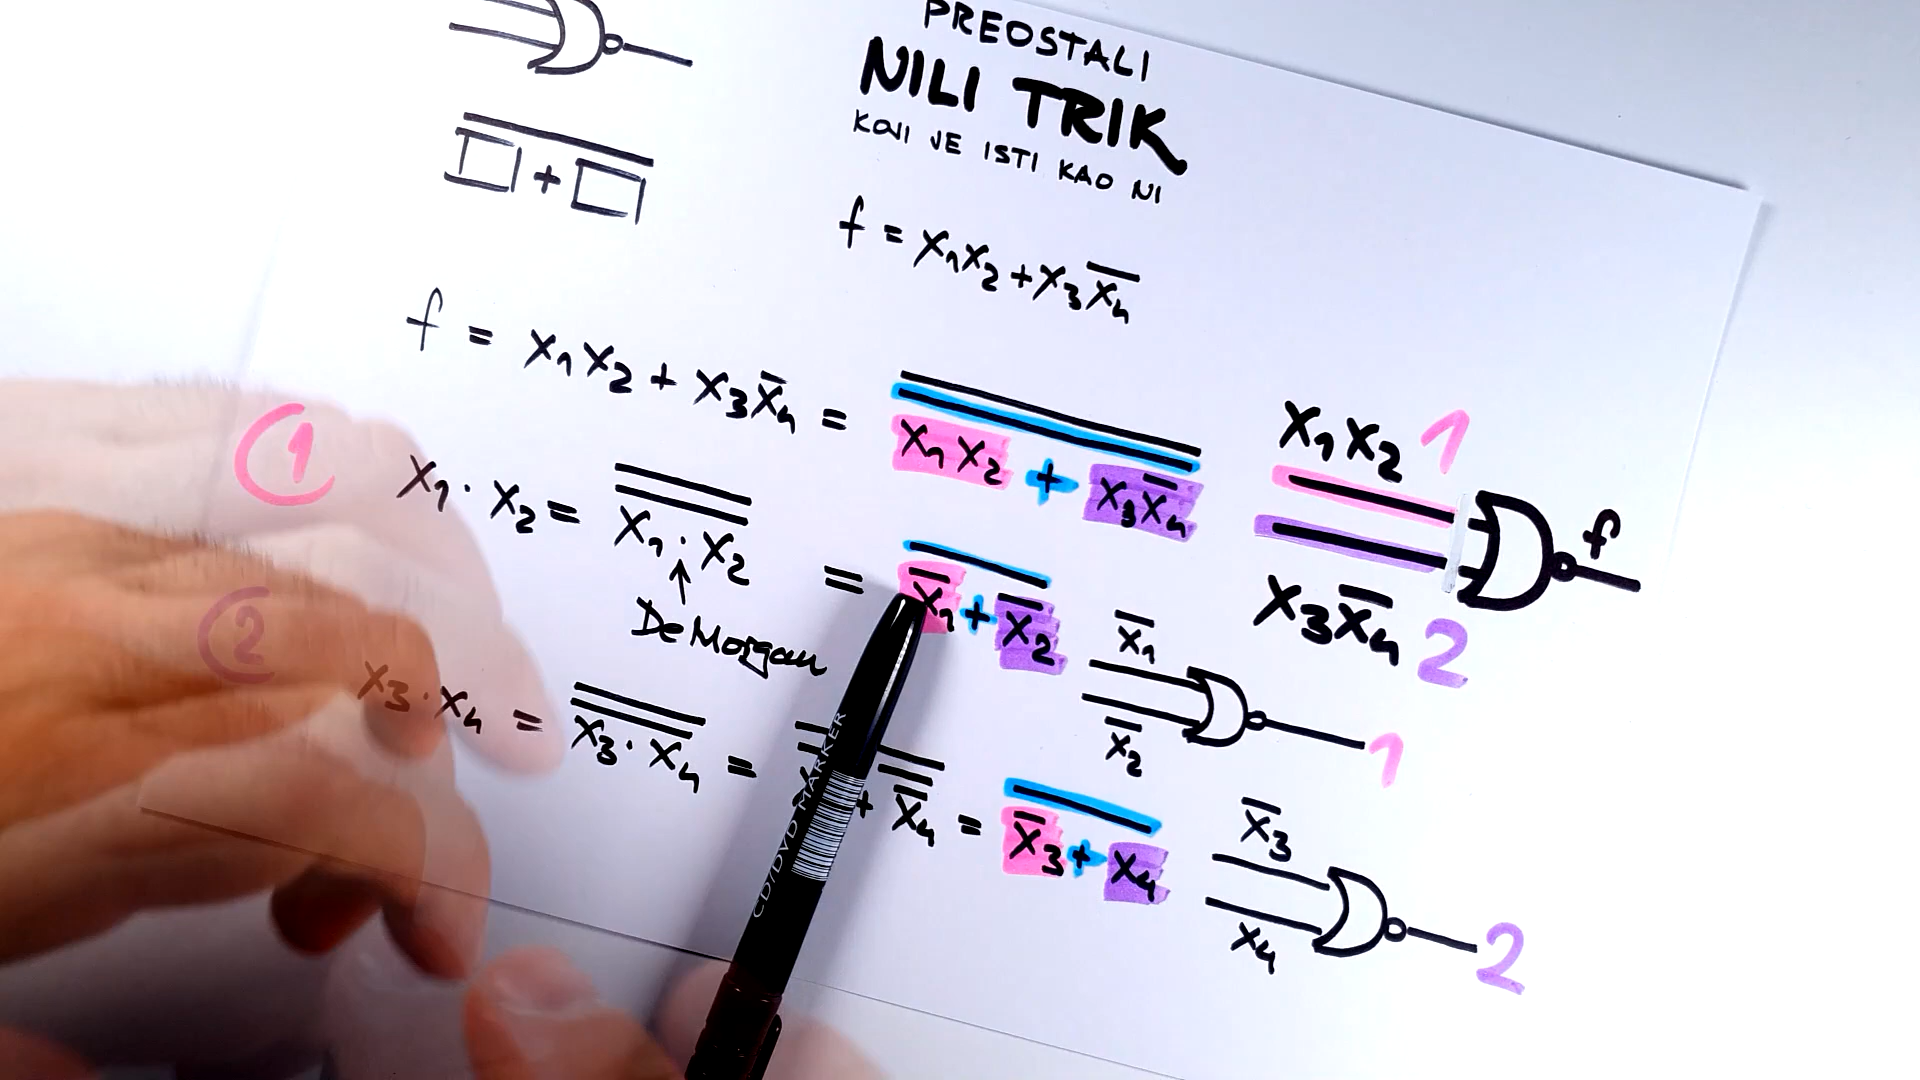 PREOSTALI
NILI TRIK
KOJI JE ISTI KAO NI
□ + □
f = x₁x₂ + x₃x̅₄
f = x₁x₂ + x₃x̅₄ = x₁x₂ + x₃x̅₄
x₁x₂ 1
f
x₃x̅₄ 2
1 x₁ · x₂ = x₁ · x₂ = x̅₁ + x̅₂
De Morgan
x̅₁
x̅₂
1
2 x₃ · x₄ = x₃ · x₄ = + x̅₄ = x̅₃ + x₄
x̅₃
x₄
2
CD/DVD MARKER